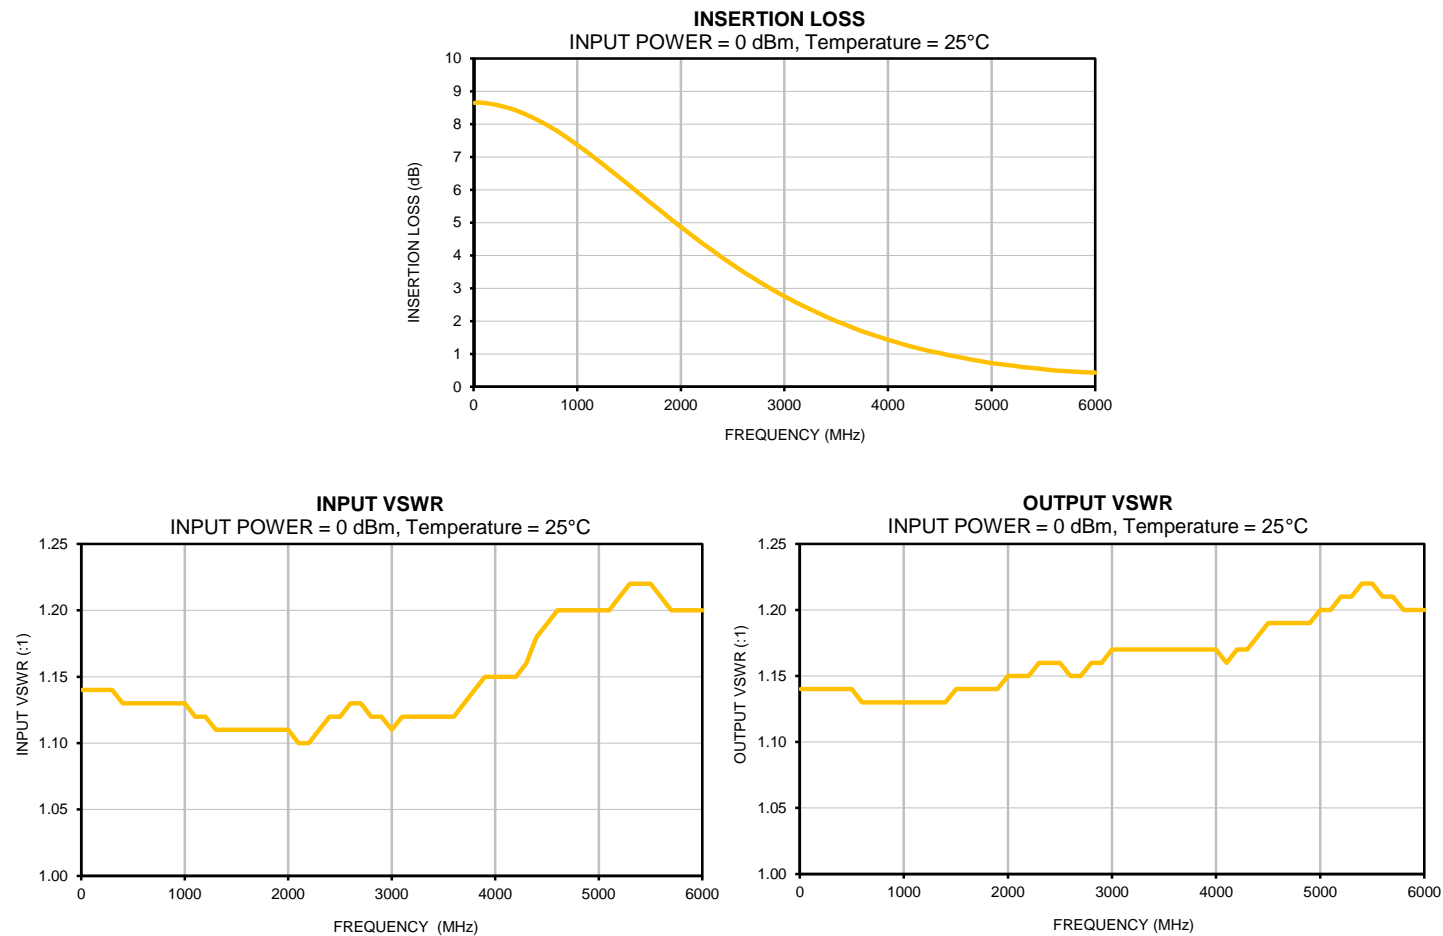 INSERTION LOSS
INPUT POWER = 0 dBm, Temperature = 25°C
10
9
8
7
6
5
4
3
2
1
0
INSERTION LOSS (dB)
0 1000 2000 3000 4000 5000 6000
FREQUENCY (MHz)
INPUT VSWR
INPUT POWER = 0 dBm, Temperature = 25°C
1.25
1.20
1.15
1.10
1.05
1.00
INPUT VSWR (:1)
0 1000 2000 3000 4000 5000 6000
FREQUENCY (MHz)
OUTPUT VSWR
INPUT POWER = 0 dBm, Temperature = 25°C
1.25
1.20
1.15
1.10
1.05
1.00
OUTPUT VSWR (:1)
0 1000 2000 3000 4000 5000 6000
FREQUENCY (MHz)